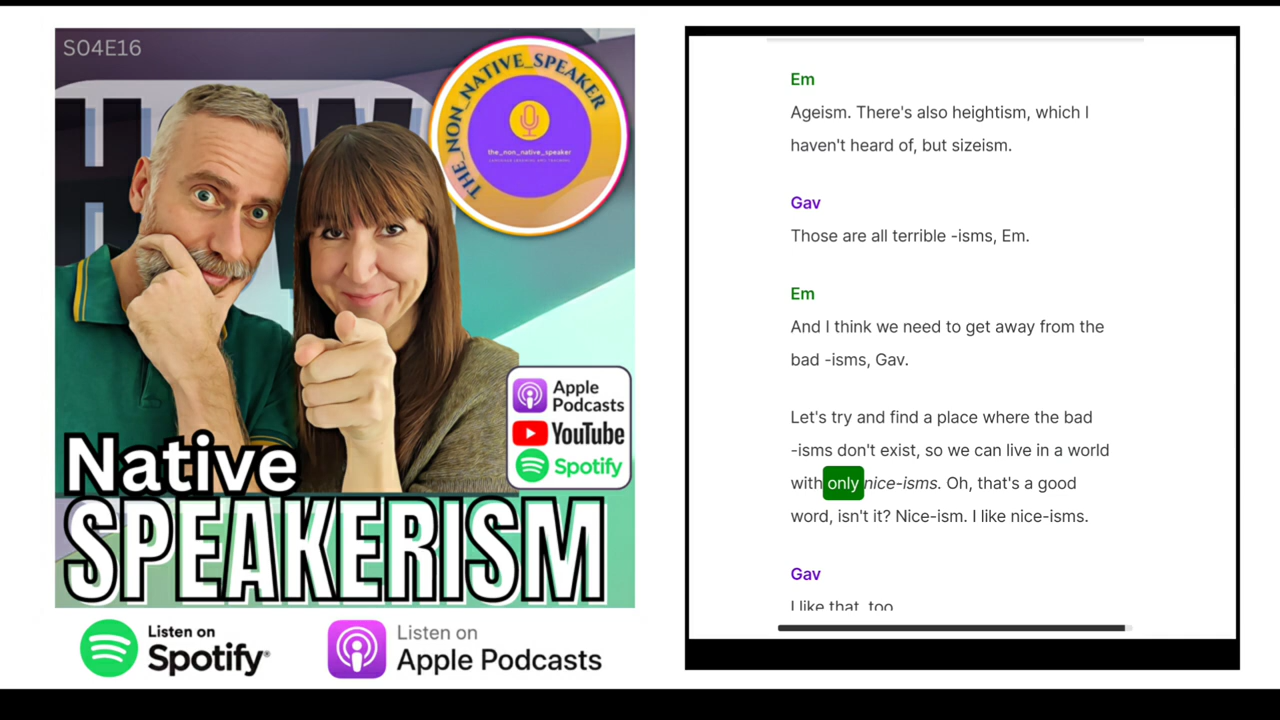 S04E16
THE_NON_NATIVE_SPEAKER
the_non_native_speaker
Apple
Podcasts
YouTube
Spotify
Native
SPEAKERISM
Listen on
Spotify
Listen on
Apple Podcasts
Em
Ageism. There's also heightism, which I
haven't heard of, but sizeism.
Gav
Those are all terrible -isms, Em.
Em
And I think we need to get away from the
bad -isms, Gav.
Let's try and find a place where the bad
-isms don't exist, so we can live in a world
with only nice-isms. Oh, that's a good
word, isn't it? Nice-ism. I like nice-isms.
Gav
I like that, too